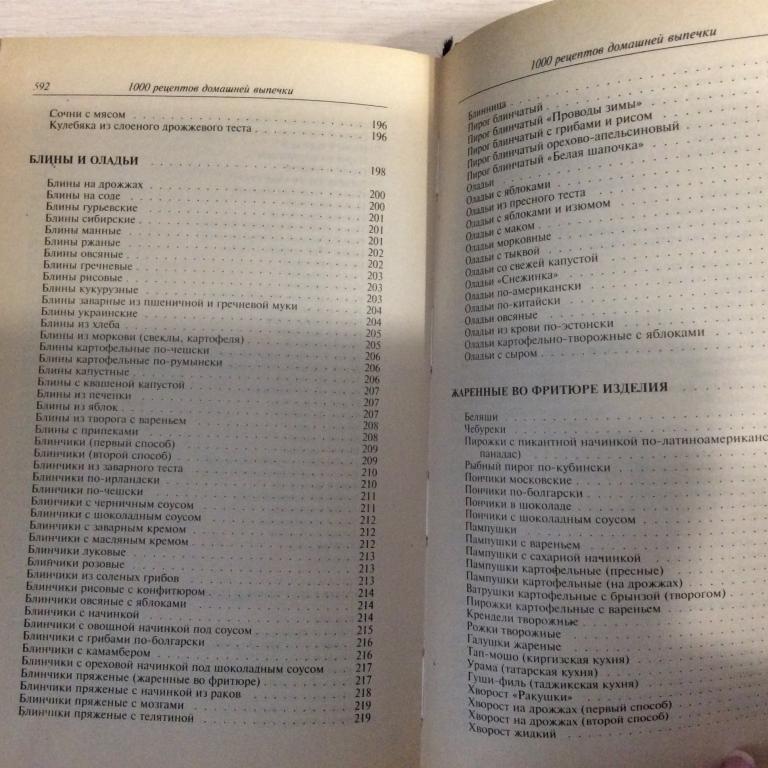 592 1000 рецептов домашней выпечки
Сочни с мясом 196
Кулебяка из слоеного дрожжевого теста 196
БЛИНЫ И ОЛАДЬИ 198
Блины на дрожжах 200
Блины на соде 200
Блины гурьевские 201
Блины сибирские 201
Блины манные 201
Блины ржаные 202
Блины овсяные 202
Блины гречневые 203
Блины рисовые 203
Блины кукурузные 203
Блины заварные из пшеничной и гречневой муки 204
Блины украинские 204
Блины из хлеба 205
Блины из моркови (свеклы, картофеля) 205
Блины картофельные по-чешски 206
Блины картофельные по-румынски 206
Блины капустные 206
Блины с квашеной капустой 207
Блины из печенки 207
Блины из яблок 207
Блины из творога с вареньем 208
Блины с припеками 208
Блинчики (первый способ) 209
Блинчики (второй способ) 209
Блинчики из заварного теста 210
Блинчики по-ирландски 210
Блинчики по-чешски 211
Блинчики с черничным соусом 211
Блинчики с шоколадным соусом 212
Блинчики с заварным кремом 212
Блинчики с масляным кремом 212
Блинчики луковые 213
Блинчики розовые 213
Блинчики из соленых грибов 213
Блинчики рисовые с конфитюром 214
Блинчики овсяные с яблоками 214
Блинчики с начинкой 214
Блинчики с овощной начинкой под соусом 215
Блинчики с грибами по-болгарски 216
Блинчики с камамбером 216
Блинчики с ореховой начинкой под шоколадным соусом 217
Блинчики пряженые (жаренные во фритюре) 217
Блинчики пряженые с начинкой из раков 218
Блинчики пряженые с мозгами 219
Блинчики пряженые с телятиной 219
1000 рецептов домашней выпечки
Блинница
Пирог блинчатый
Пирог блинчатый «Проводы зимы»
Пирог блинчатый с грибами и рисом
Пирог блинчатый орехово-апельсиновый
Пирог блинчатый «Белая шапочка»
Оладьи
Оладьи с яблоками
Оладьи из пресного теста
Оладьи с яблоками и изюмом
Оладьи с маком
Оладьи морковные
Оладьи с тыквой
Оладьи со свежей капустой
Оладьи «Снежинка»
Оладьи по-американски
Оладьи по-китайски
Оладьи овсяные
Оладьи из крови по-эстонски
Оладьи картофельно-творожные с яблоками
Оладьи с сыром
ЖАРЕННЫЕ ВО ФРИТЮРЕ ИЗДЕЛИЯ
Беляши
Чебуреки
Пирожки с пикантной начинкой по-латиноамериканс
панадас)
Рыбный пирог по-кубински
Пончики московские
Пончики по-болгарски
Пончики в шоколаде
Пончики с шоколадным соусом
Пампушки
Пампушки с вареньем
Пампушки с сахарной начинкой
Пампушки картофельные (пресные)
Пампушки картофельные (на дрожжах)
Ватрушки картофельные с брынзой (творогом)
Пирожки картофельные с вареньем
Крендели творожные
Рожки творожные
Галушки жареные
Тап-мошо (киргизская кухня)
Урама (татарская кухня)
Гуши-филь (таджикская кухня)
Хворост «Ракушки»
Хворост на дрожжах (первый способ)
Хворост на дрожжах (второй способ)
Хворост жидкий